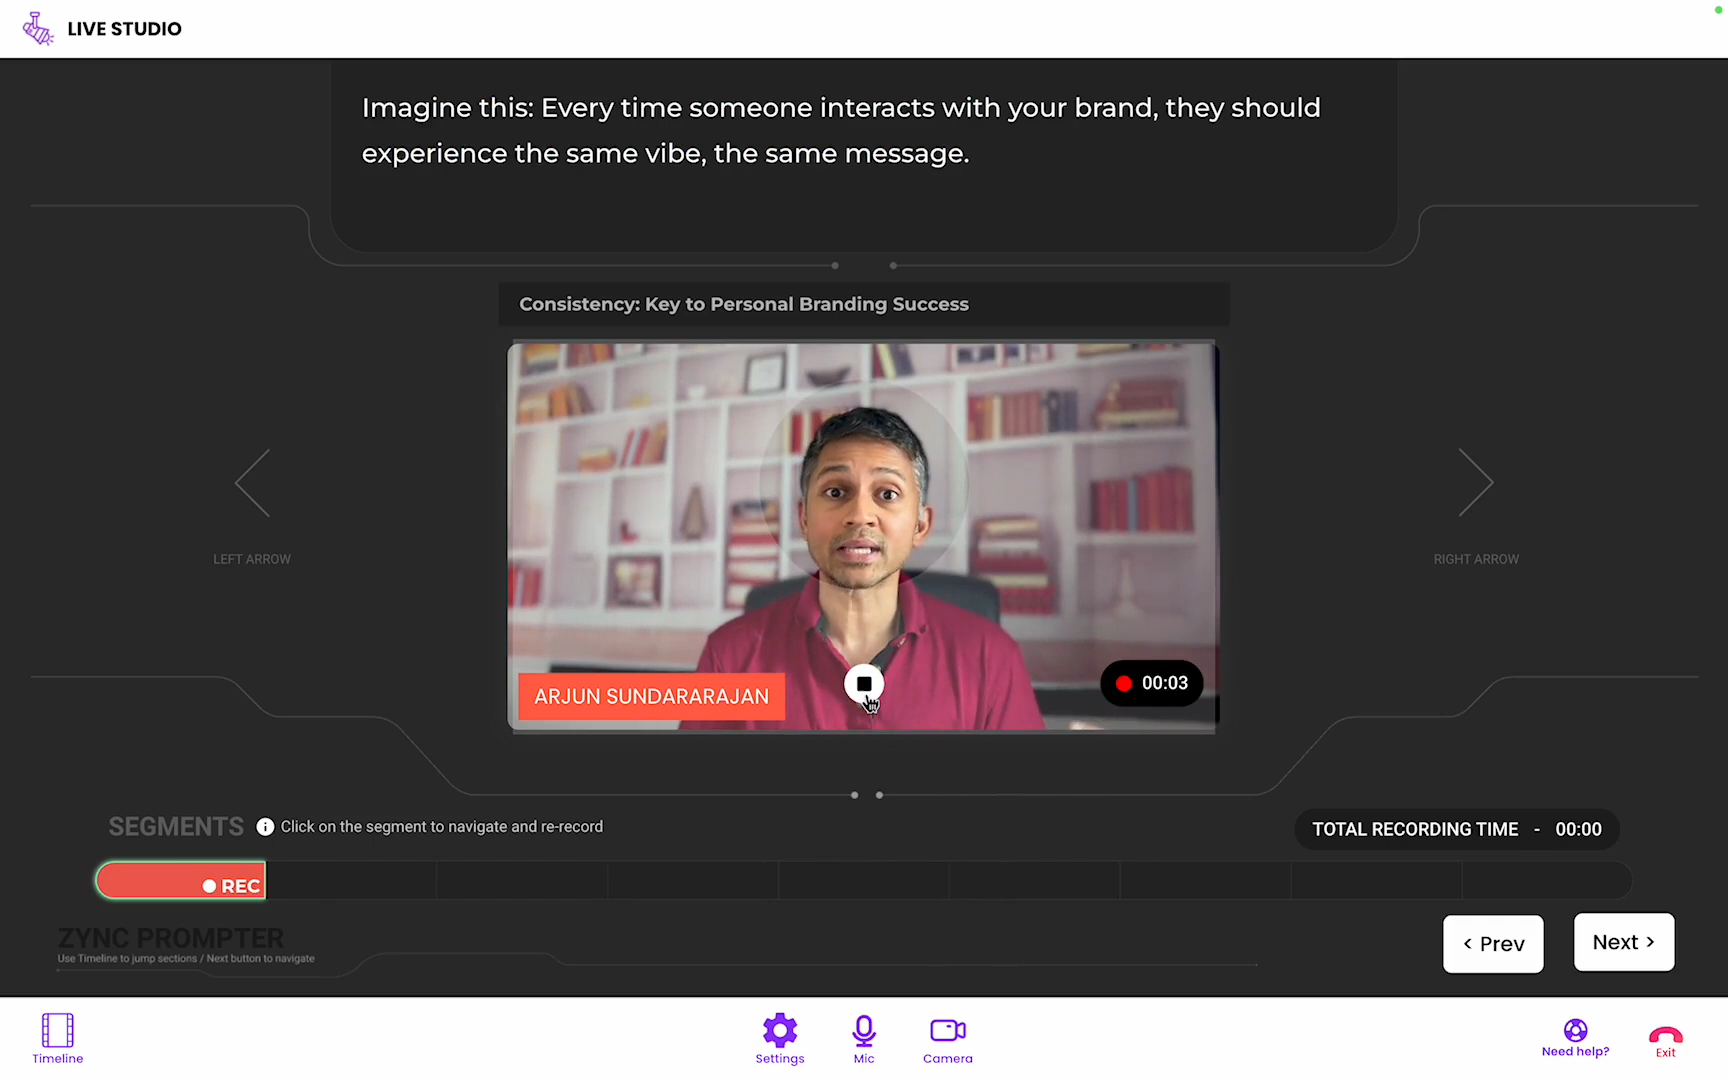 LIVE STUDIO
Imagine this: Every time someone interacts with your brand, they should
experience the same vibe, the same message.
Consistency: Key to Personal Branding Success
LEFT ARROW
RIGHT ARROW
ARJUN SUNDARARAJAN
00:03
SEGMENTS
Click on the segment to navigate and re-record
TOTAL RECORDING TIME - 00:00
REC
ZYNC PROMPTER
Use Timeline to jump sections / Next button to navigate
< Prev
Next >
Timeline
Settings
Mic
Camera
Need help?
Exit